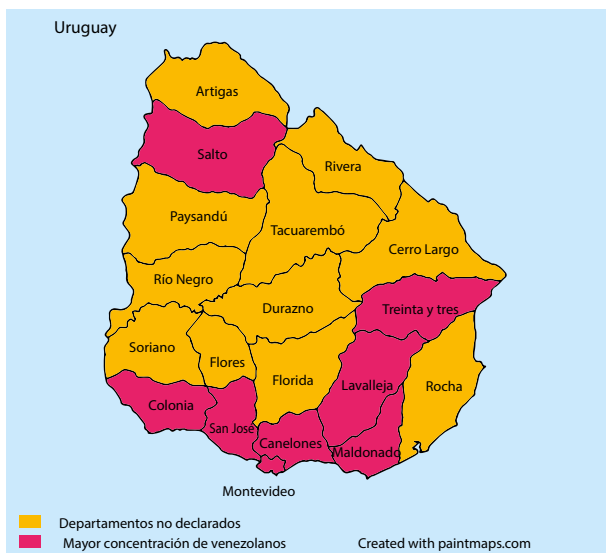 Uruguay
Artigas
Salto
Rivera
Paysandú
Tacuarembó
Cerro Largo
Río Negro
Durazno
Treinta y tres
Soriano
Flores
Florida
Lavalleja
Rocha
Colonia
San José
Canelones
Maldonado
Montevideo
Departamentos no declarados
Mayor concentración de venezolanos
Created with paintmaps.com